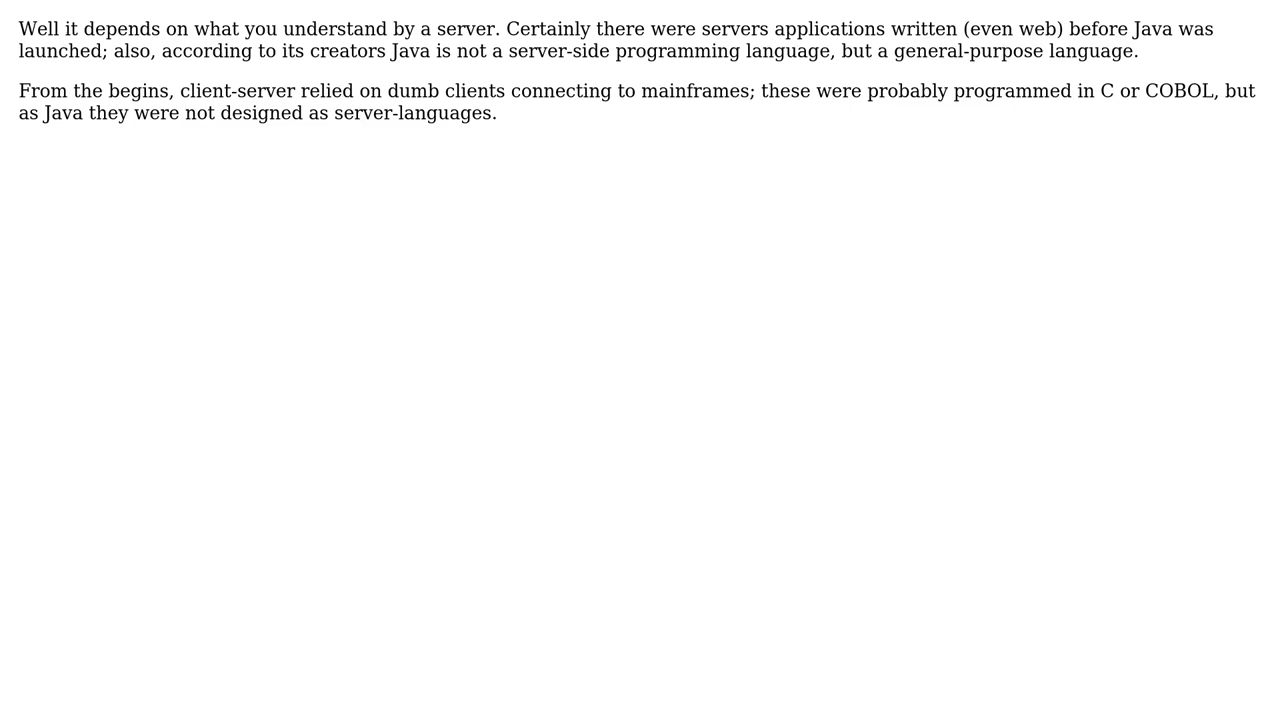 Well it depends on what you understand by a server. Certainly there were servers applications written (even web) before Java was
launched; also, according to its creators Java is not a server-side programming language, but a general-purpose language.
From the begins, client-server relied on dumb clients connecting to mainframes; these were probably programmed in C or COBOL, but
as Java they were not designed as server-languages.